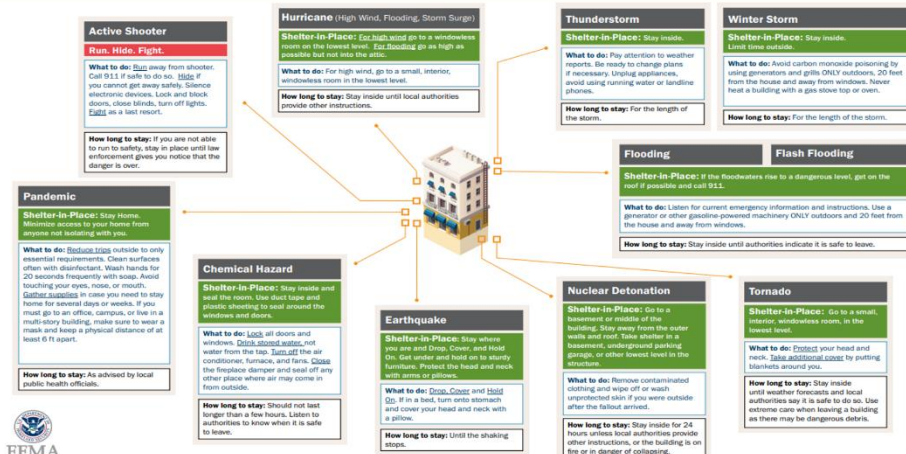 Active Shooter
Run. Hide. Fight.
What to do: Run away from shooter.
Call 911 if safe to do so. Hide if
you cannot get away safely. Silence
electronic devices. Lock and block
doors, close blinds, turn off lights.
Fight as a last resort.
How long to stay: If you are not able
to run to safety, stay in place until law
enforcement gives you notice that the
danger is over.
Hurricane (High Wind, Flooding, Storm Surge)
Shelter-in-Place: For high wind go to a windowless
room on the lowest level. For flooding go as high as
possible but not into the attic.
What to do: For high wind, go to a small, interior,
windowless room in the lowest level.
How long to stay: Stay inside until local authorities
provide other instructions.
Thunderstorm
Shelter-in-Place: Stay inside.
What to do: Pay attention to weather
reports. Be ready to change plans
if necessary. Unplug appliances,
avoid using running water or landline
phones.
How long to stay: For the length of
the storm.
Winter Storm
Shelter-in-Place: Stay inside.
Limit time outside.
What to do: Avoid carbon monoxide poisoning by
using generators and grills ONLY outdoors, 20 feet
from the house and away from windows. Never
heat a building with a gas stove top or oven.
How long to stay: For the length of the storm.
Flooding
Flash Flooding
Shelter-in-Place: If the floodwaters rise to a dangerous level, get on the
roof if possible and call 911.
What to do: Listen for current emergency information and instructions. Use a
generator or other gasoline-powered machinery ONLY outdoors and 20 feet from
the house and away from windows.
How long to stay: Stay inside until authorities indicate it is safe to leave.
Pandemic
Shelter-in-Place: Stay Home.
Minimize access to your home from
anyone not isolating with you.
What to do: Reduce trips outside to only
essential requirements. Clean surfaces
often with disinfectant. Wash hands for
20 seconds frequently with soap. Avoid
touching your eyes, nose, or mouth.
Gather supplies in case you need to stay
home for several days or weeks. If you
must go to an office, campus, or live in a
multi-story building, make sure to wear a
mask and keep a physical distance of at
least 6 ft apart.
How long to stay: As advised by local
public health officials.
Chemical Hazard
Shelter-in-Place: Stay inside and
seal the room. Use duct tape and
plastic sheeting to seal around the
windows and doors.
What to do: Lock all doors and
windows. Drink stored water, not
water from the tap. Turn off the air
conditioner, furnace, and fans. Close
the fireplace damper and seal off any
other place where air may come in
from outside.
How long to stay: Should not last
longer than a few hours. Listen to
authorities to know when it is safe
to leave.
Earthquake
Shelter-in-Place: Stay where
you are and Drop, Cover, and Hold
On. Get under and hold on to sturdy
furniture. Protect the head and neck
with arms or pillows.
What to do: Drop, Cover and Hold
On. If in a bed, turn onto stomach
and cover your head and neck with
a pillow.
How long to stay: Until the shaking
stops.
Nuclear Detonation
Shelter-in-Place: Go to a
basement or middle of the
building. Stay away from the outer
walls and roof. Take shelter in a
basement, underground parking
garage, or other lowest level in the
structure.
What to do: Remove contaminated
clothing and wipe off or wash
unprotected skin if you were outside
after the fallout arrived.
How long to stay: Stay inside for 24
hours unless local authorities provide
other instructions, or the building is on
fire or in danger of collapsing.
Tornado
Shelter-in-Place: Go to a small,
interior, windowless room, in the
lowest level.
What to do: Protect your head and
neck. Take additional cover by putting
blankets around you.
How long to stay: Stay inside
until weather forecasts and local
authorities say it is safe to do so. Use
extreme care when leaving a building
as there may be dangerous debris.
FEMA